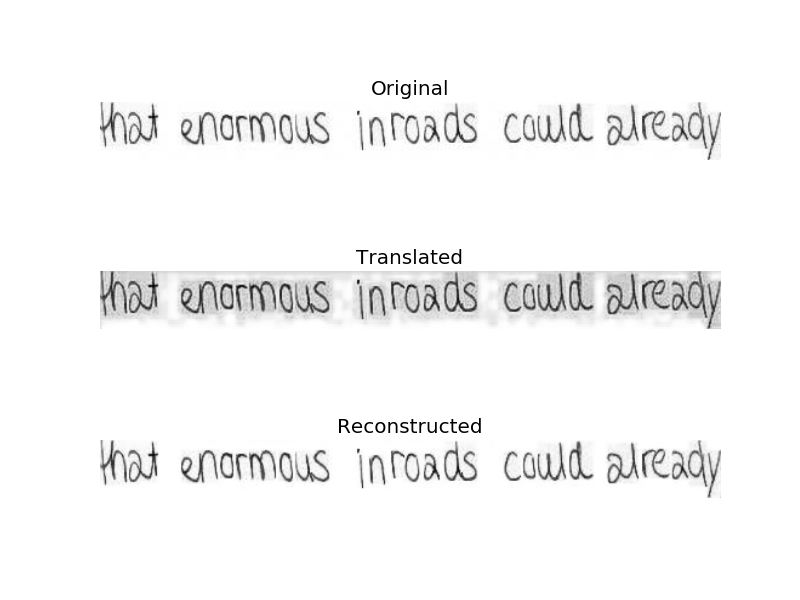 Original
that enormous inroads could already
Translated
that enormous inroads could already
Reconstructed
that enormous inroads could already